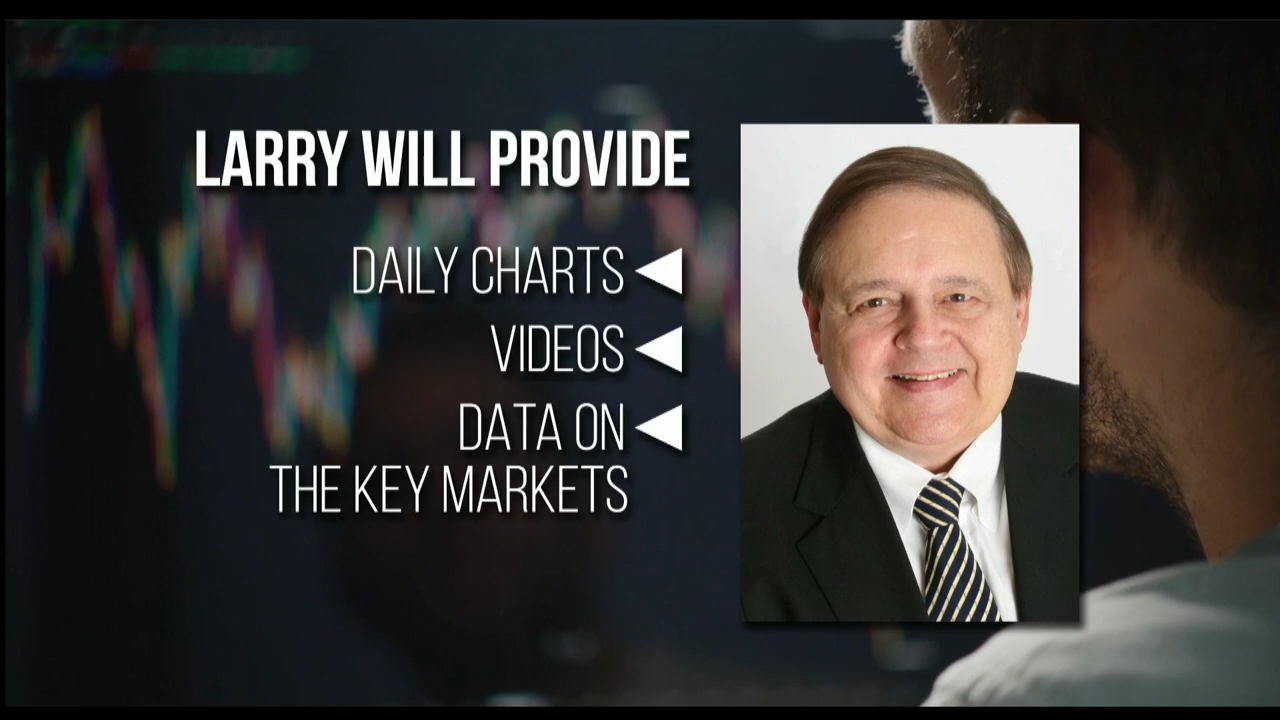 LARRY WILL PROVIDE
DAILY CHARTS
VIDEOS
DATA ON
THE KEY MARKETS